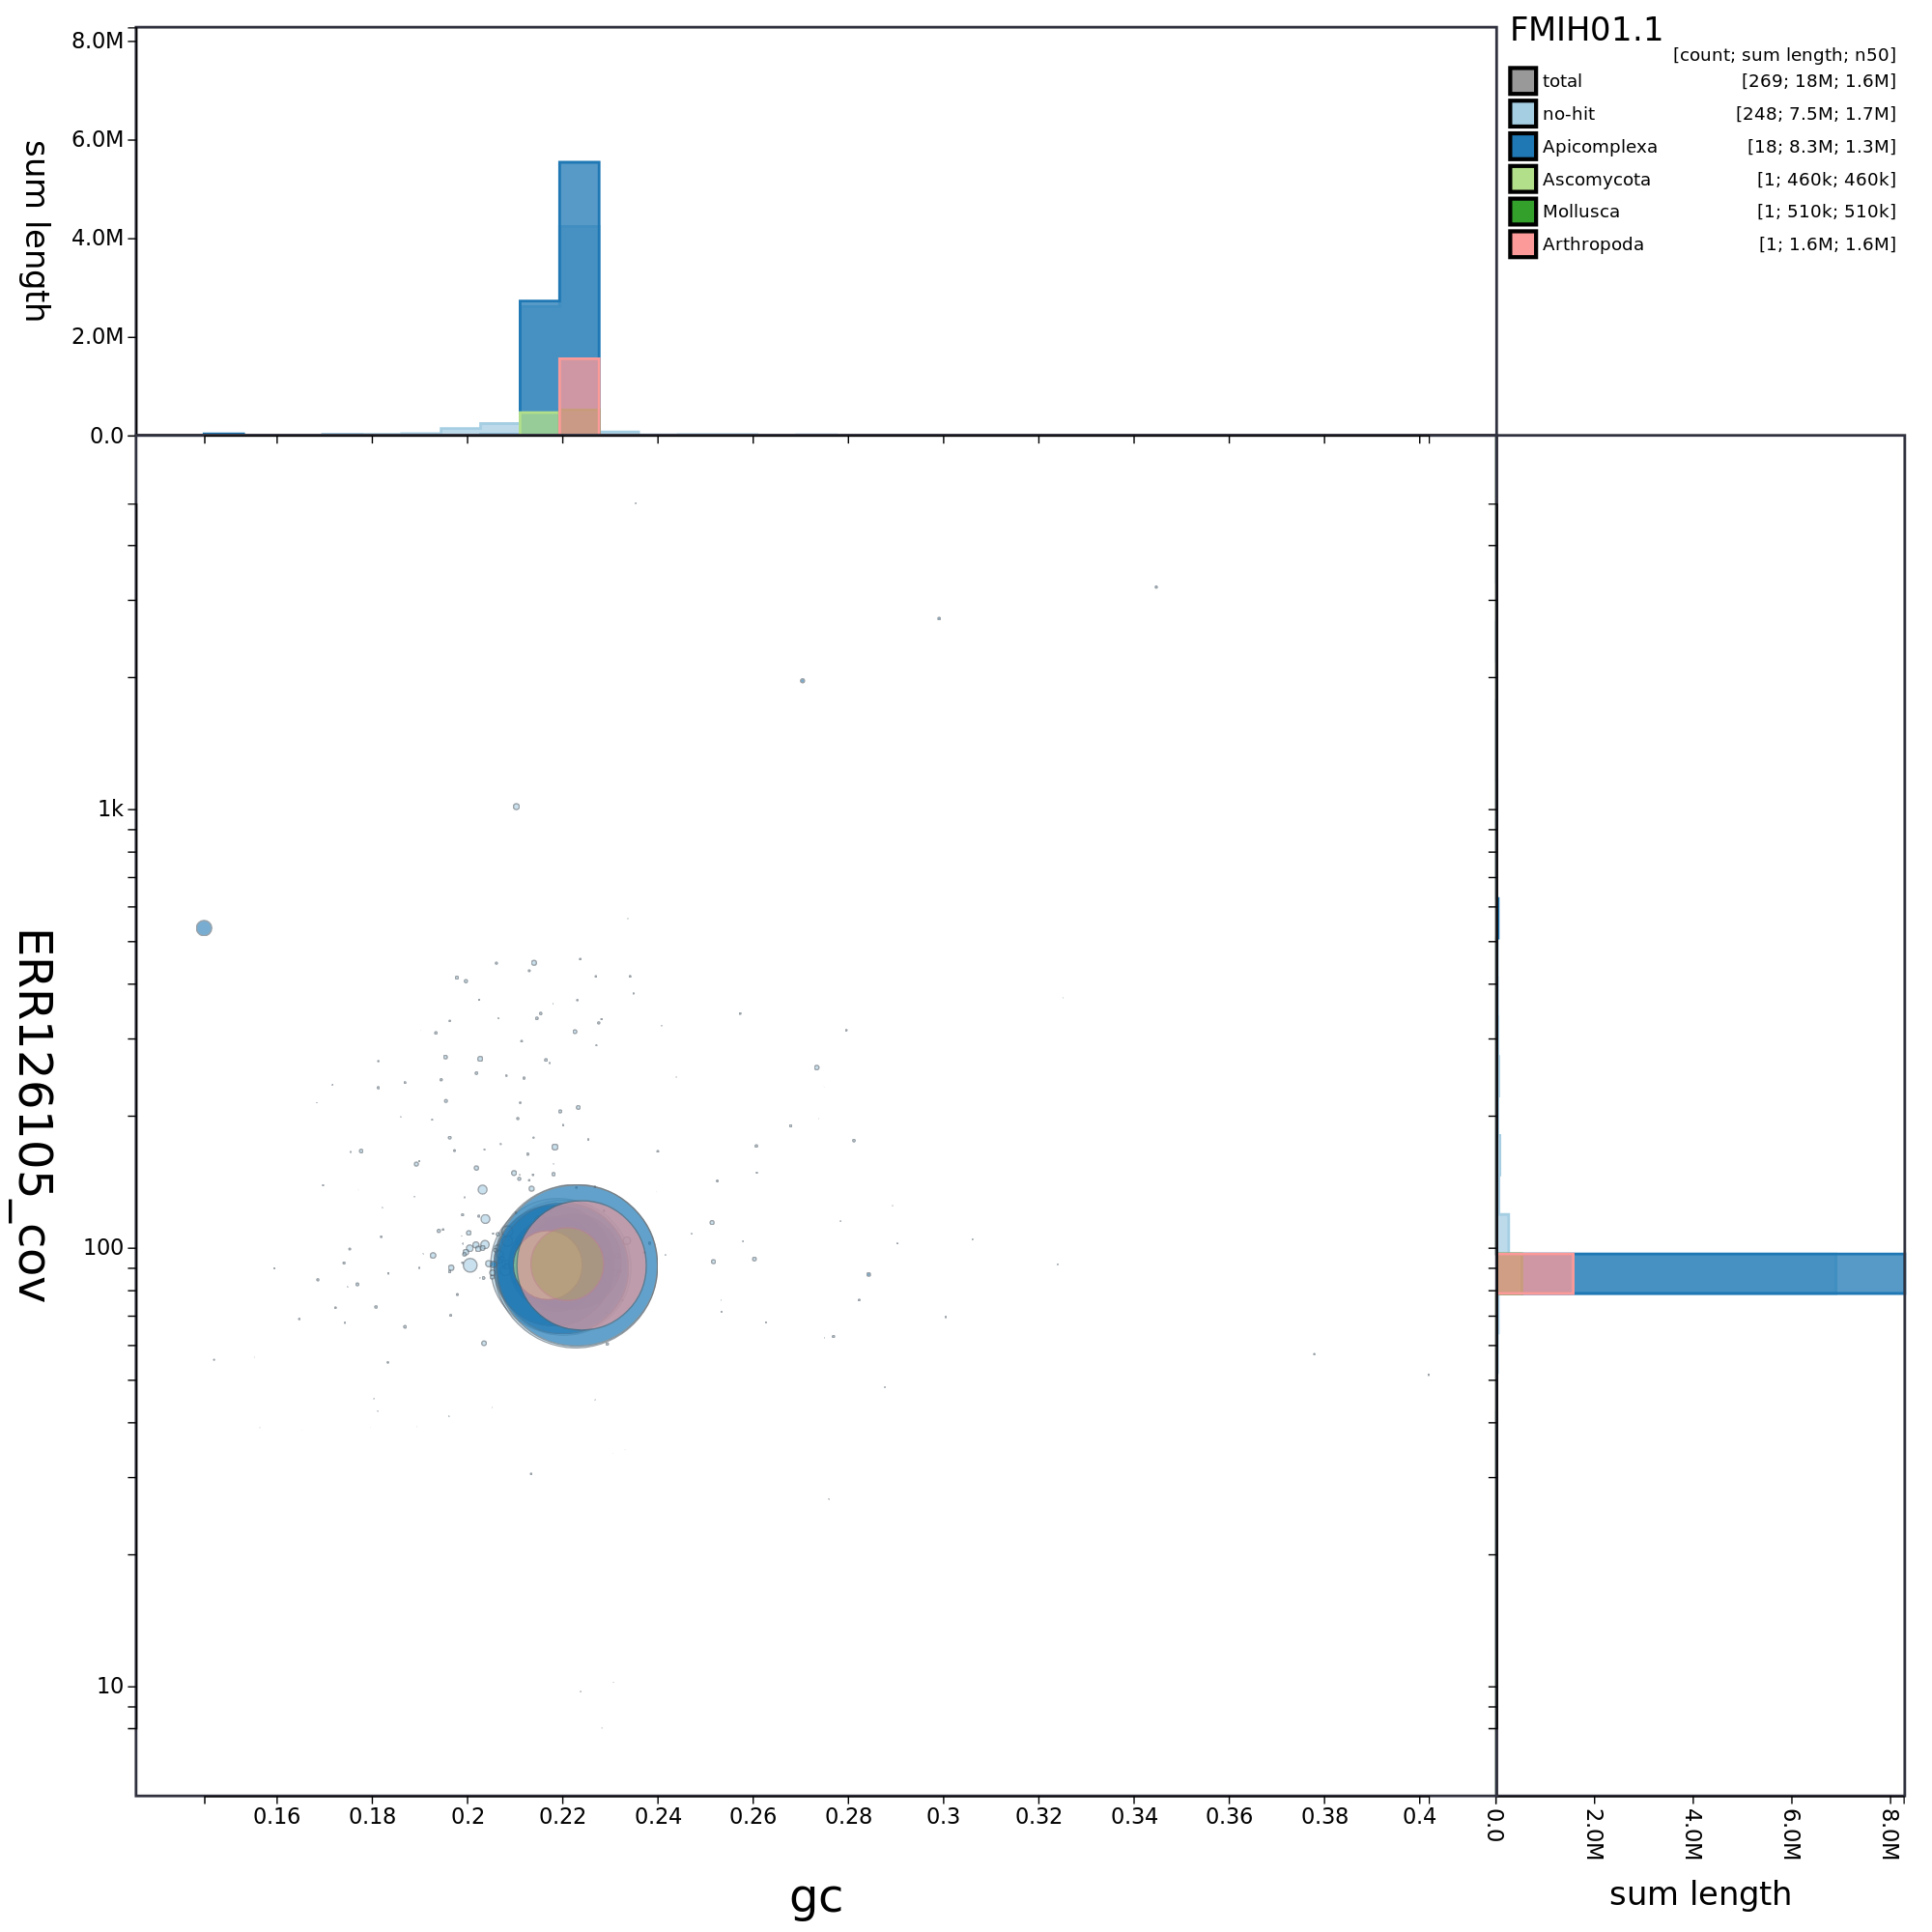 FMIH01.1
[count; sum length; n50]
total [269; 18M; 1.6M]
no-hit [248; 7.5M; 1.7M]
Apicomplexa [18; 8.3M; 1.3M]
Ascomycota [1; 460k; 460k]
Mollusca [1; 510k; 510k]
Arthropoda [1; 1.6M; 1.6M]
sum length
8.0M
6.0M
4.0M
2.0M
0.0
ERR126105_cov
1k
100
10
0.16 0.18 0.2 0.22 0.24 0.26 0.28 0.3 0.32 0.34 0.36 0.38 0.4
gc
0.0 2.0M 4.0M 6.0M 8.0M
sum length